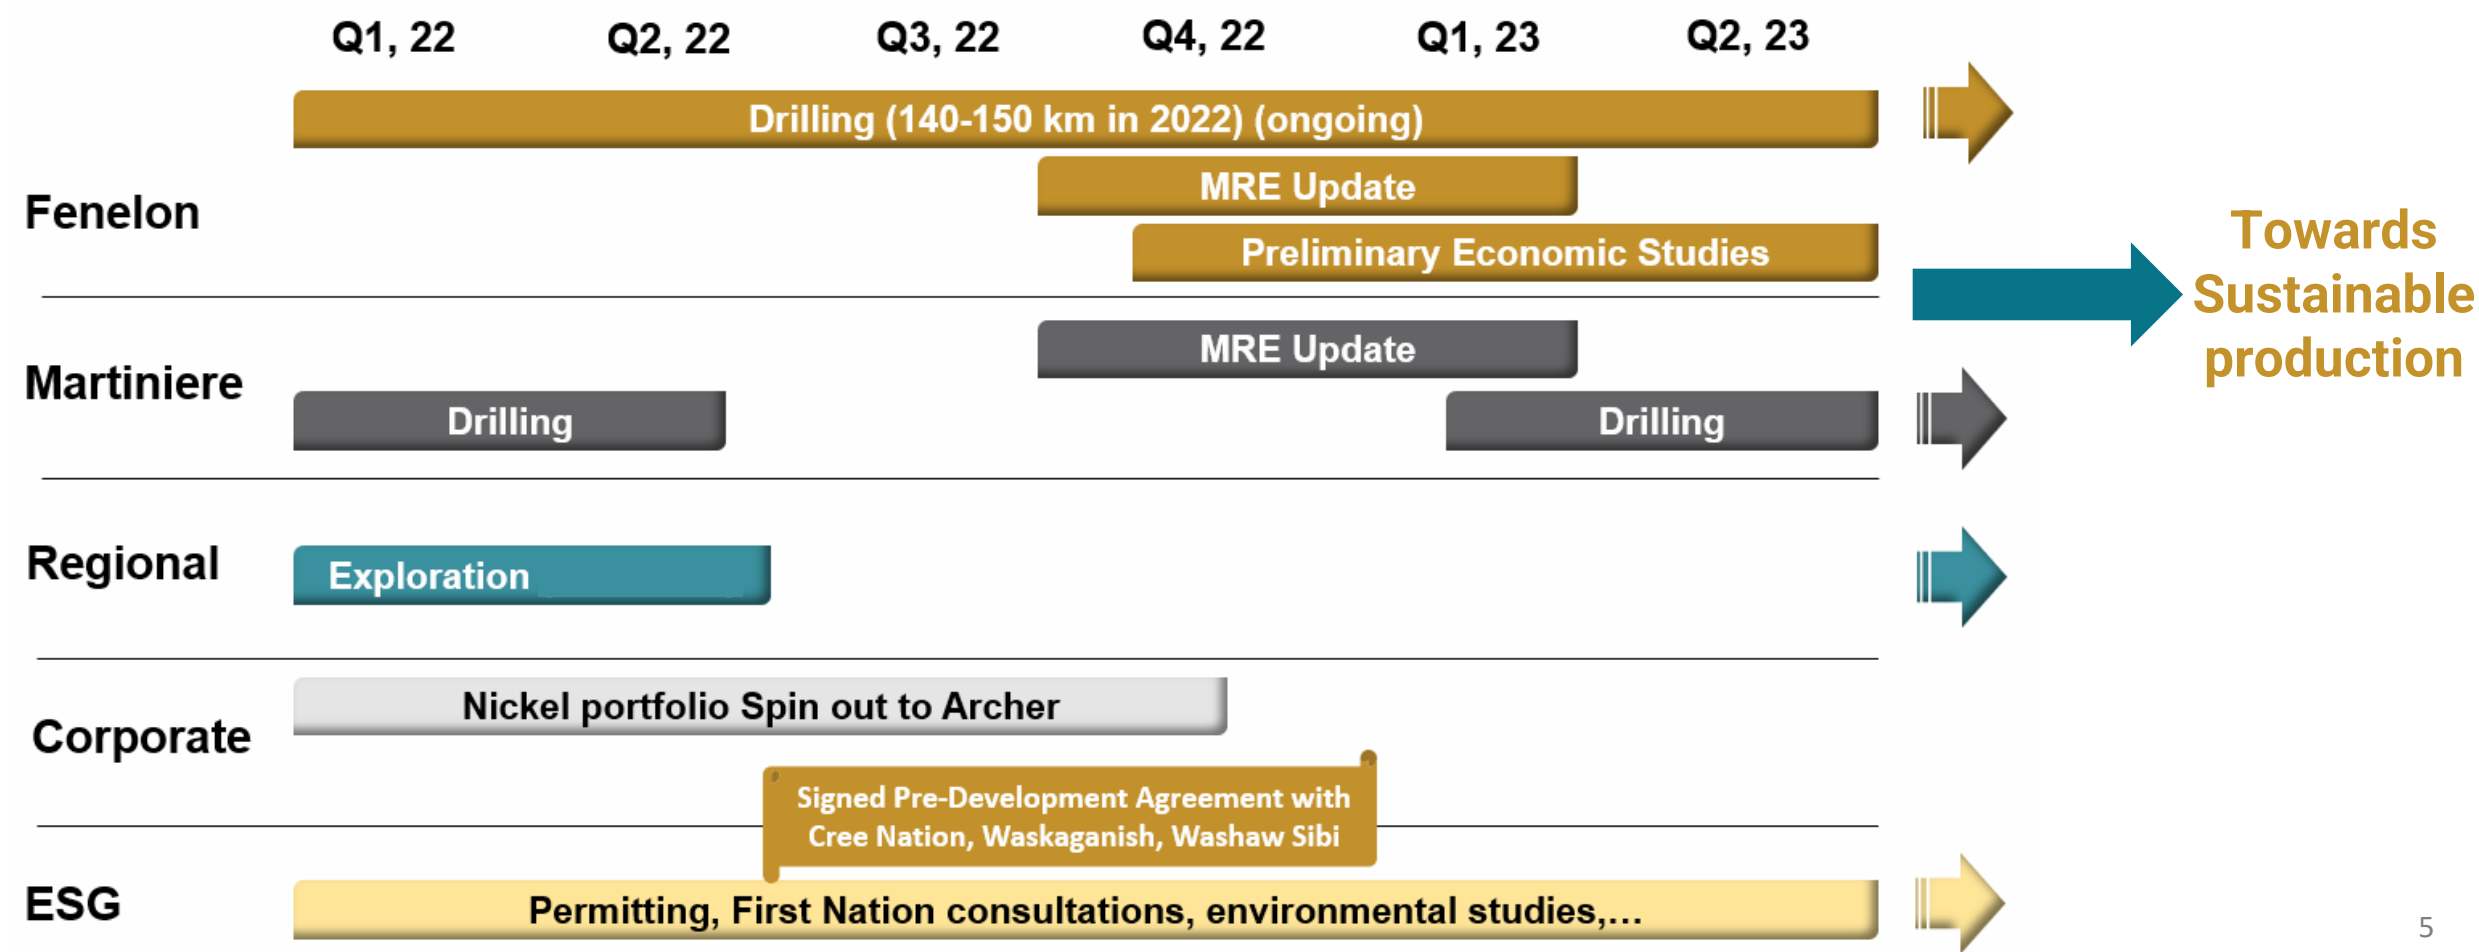 Q1, 22 Q2, 22 Q3, 22 Q4, 22 Q1, 23 Q2, 23
Drilling (140-150 km in 2022) (ongoing)
MRE Update
Fenelon
Preliminary Economic Studies
Towards
Sustainable
production
MRE Update
Martiniere
Drilling Drilling
Regional
Exploration
Nickel portfolio Spin out to Archer
Corporate
Signed Pre-Development Agreement with
Cree Nation, Waskaganish, Washaw Sibi
ESG
Permitting, First Nation consultations, environmental studies,...
5